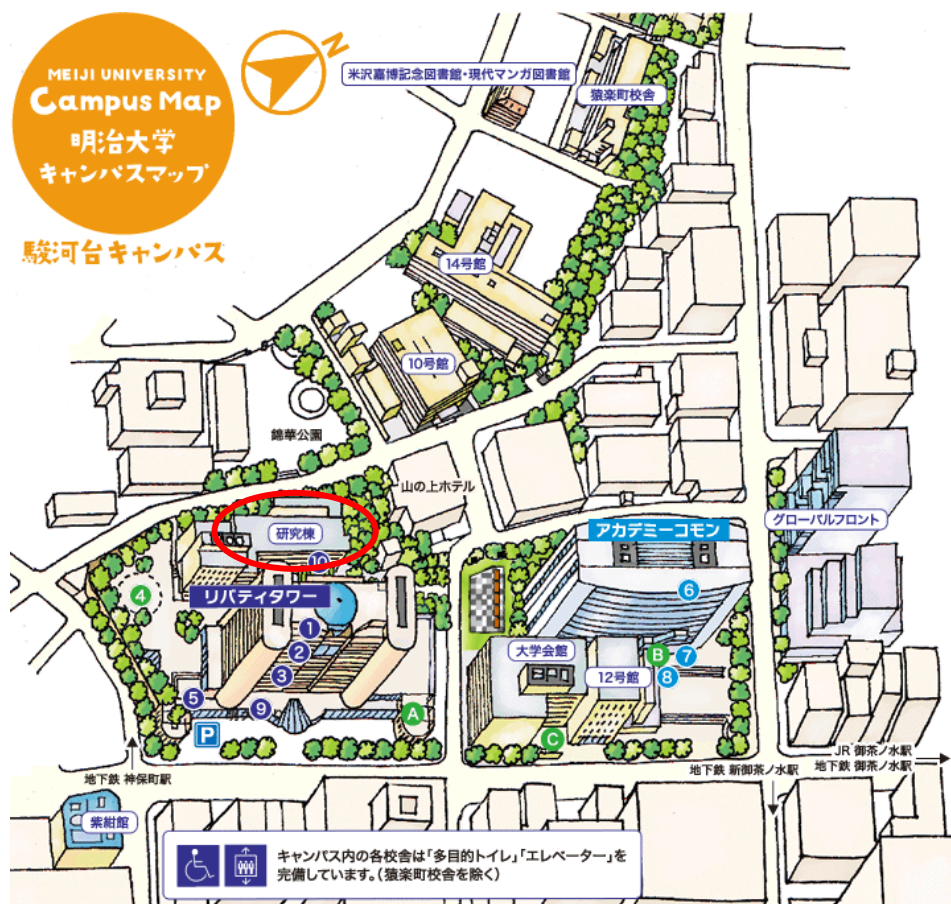 MEIJI UNIVERSITY
Campus Map
明治大学
キャンパスマップ
駿河台キャンパス
N
米沢嘉博記念図書館・現代マンガ図書館
猿楽町校舎
14号館
10号館
錦華公園
山の上ホテル
グローバルフロント
アカデミーコモン
研究棟
10
リバティタワー
4
6
1
2
3
大学会館
B
7
12号館
8
5
9
A
P
C
JR 御茶ノ水駅
地下鉄 御茶ノ水駅
地下鉄 新御茶ノ水駅
地下鉄 神保町駅
紫紺館
キャンパス内の各校舎は「多目的トイレ」「エレベーター」を
完備しています。(猿楽町校舎を除く)